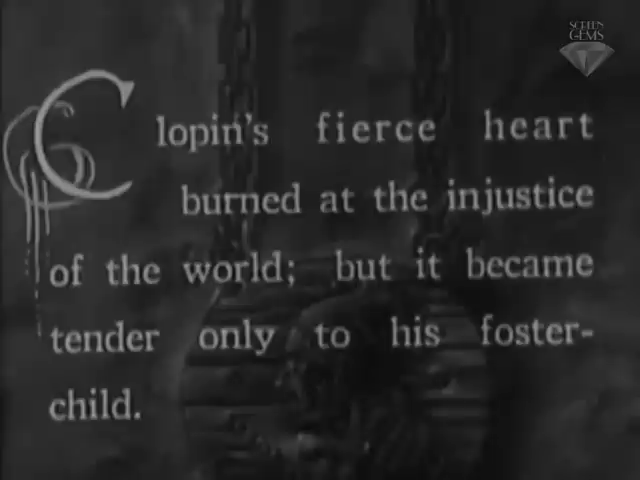 SCREEN
GEMS
Clopin's fierce heart
burned at the injustice
of the world; but it became
tender only to his foster-
child.